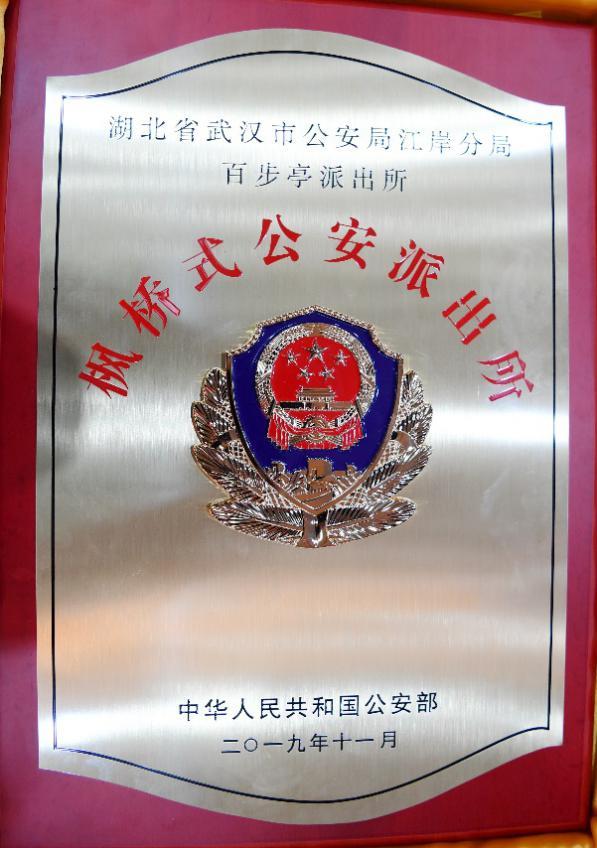 湖北省武汉市公安局江岸分局
百步亭派出所
枫桥式公安派出所
中华人民共和国公安部
二〇一九年十一月